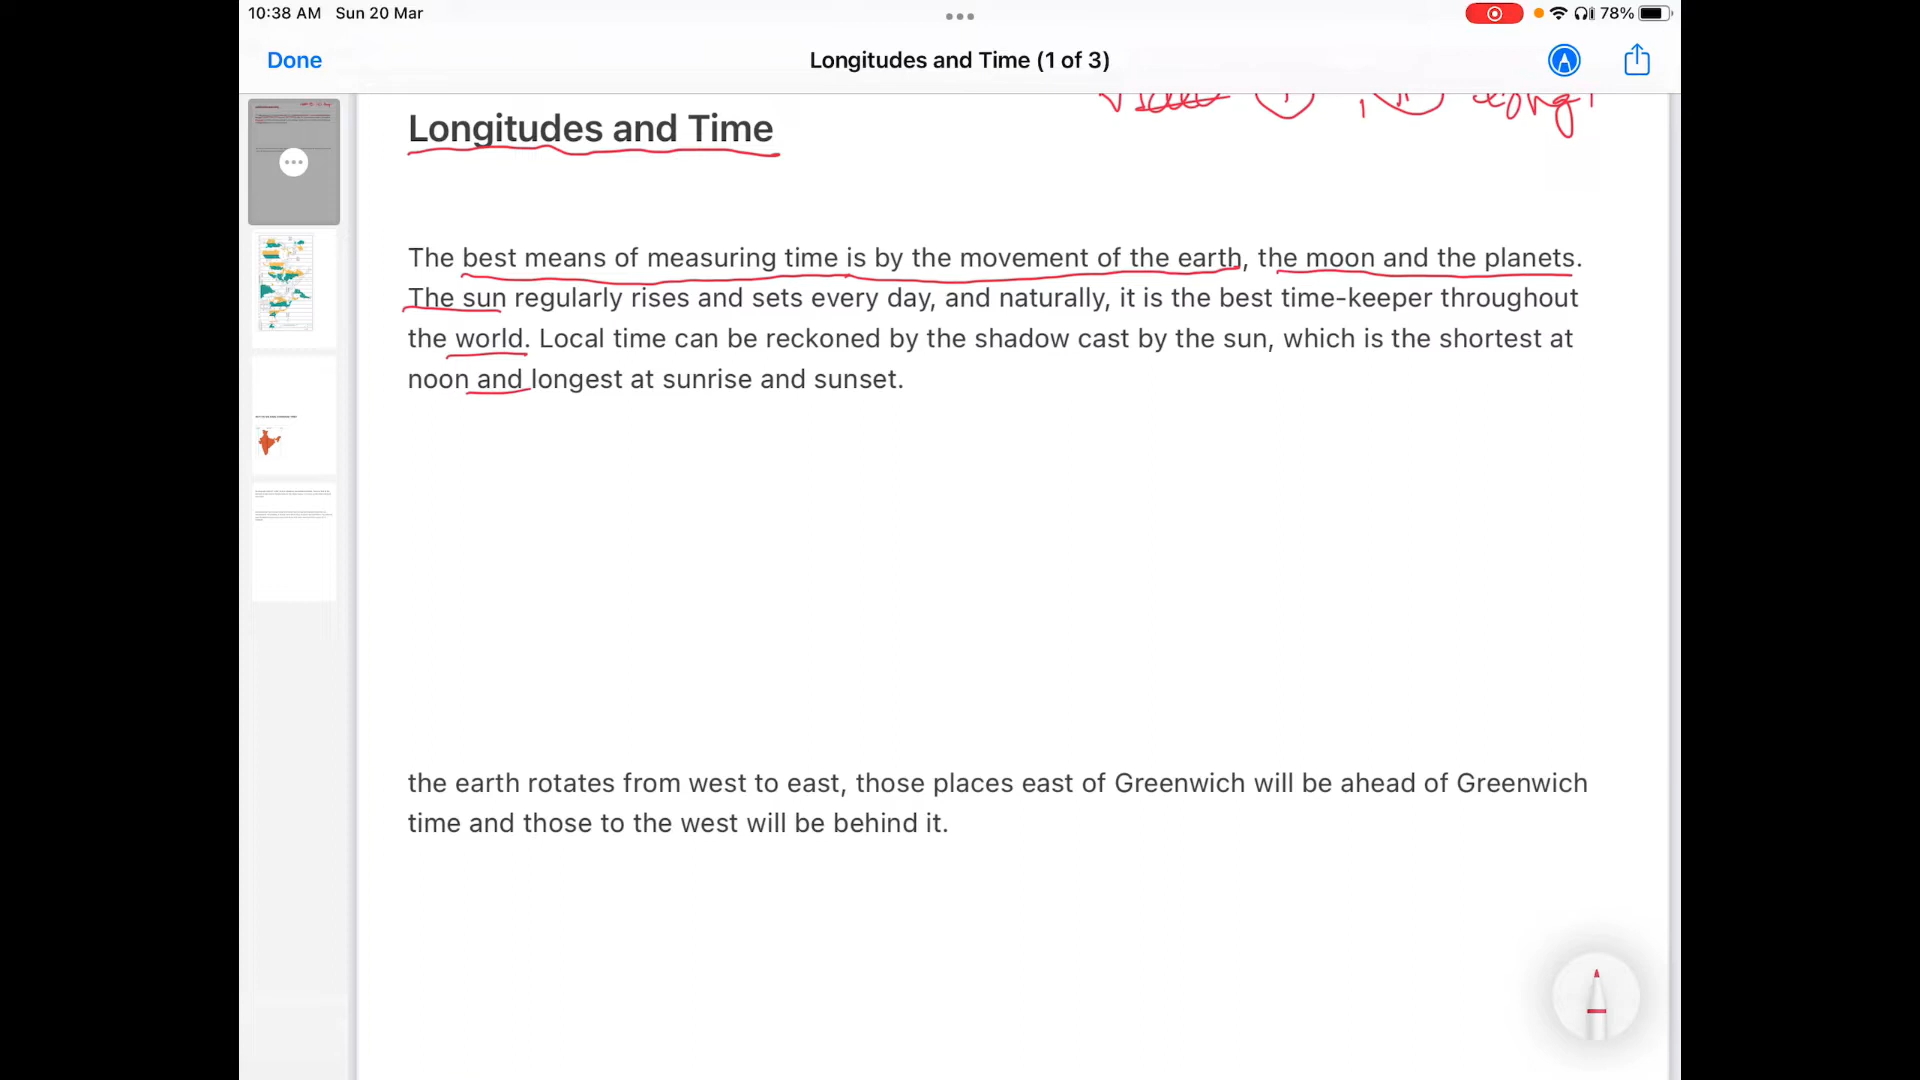 10:38 AM Sun 20 Mar
78%
Done
Longitudes and Time (1 of 3)
Longitudes and Time
The best means of measuring time is by the movement of the earth, the moon and the planets.
The sun regularly rises and sets every day, and naturally, it is the best time-keeper throughout
the world. Local time can be reckoned by the shadow cast by the sun, which is the shortest at
noon and longest at sunrise and sunset.
the earth rotates from west to east, those places east of Greenwich will be ahead of Greenwich
time and those to the west will be behind it.